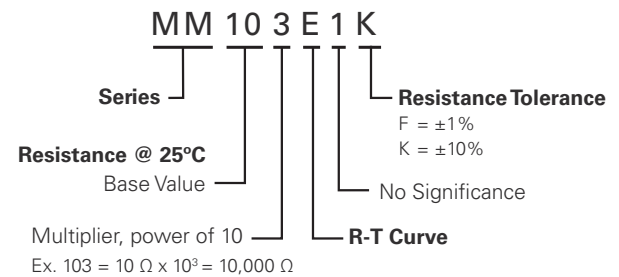 MM 10 3 E 1 K
Series
Resistance Tolerance
F = ±1%
K = ±10%
Resistance @ 25ºC
Base Value
No Significance
Multiplier, power of 10
R-T Curve
Ex. 103 = 10 Ω x 10³ = 10,000 Ω